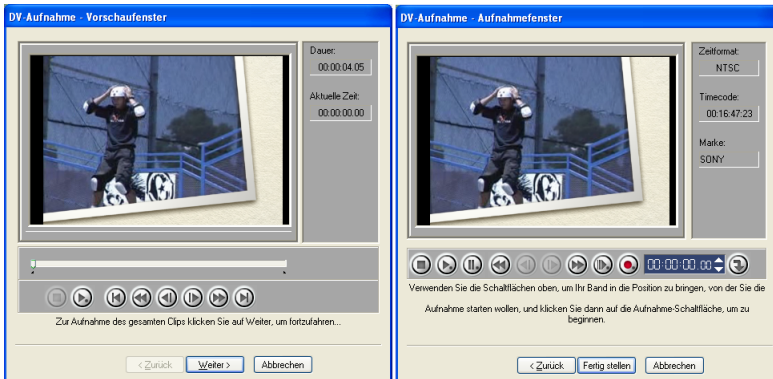 DV-Aufnahme - Vorschaufenster
Dauer:
00:00:04.05
Aktuelle Zeit:
00:00:00.00
Zur Aufnahme des gesamten Clips klicken Sie auf Weiter, um fortzufahren...
< Zurück
Weiter >
Abbrechen
DV-Aufnahme - Aufnahmefenster
Zeitformat:
NTSC
Timecode:
00:16:47:23
Marke:
SONY
00:00:00.00
Verwenden Sie die Schaltflächen oben, um Ihr Band in die Position zu bringen, von der Sie die
Aufnahme starten wollen, und klicken Sie dann auf die Aufnahme-Schaltfläche, um zu
beginnen.
< Zurück
Fertig stellen
Abbrechen